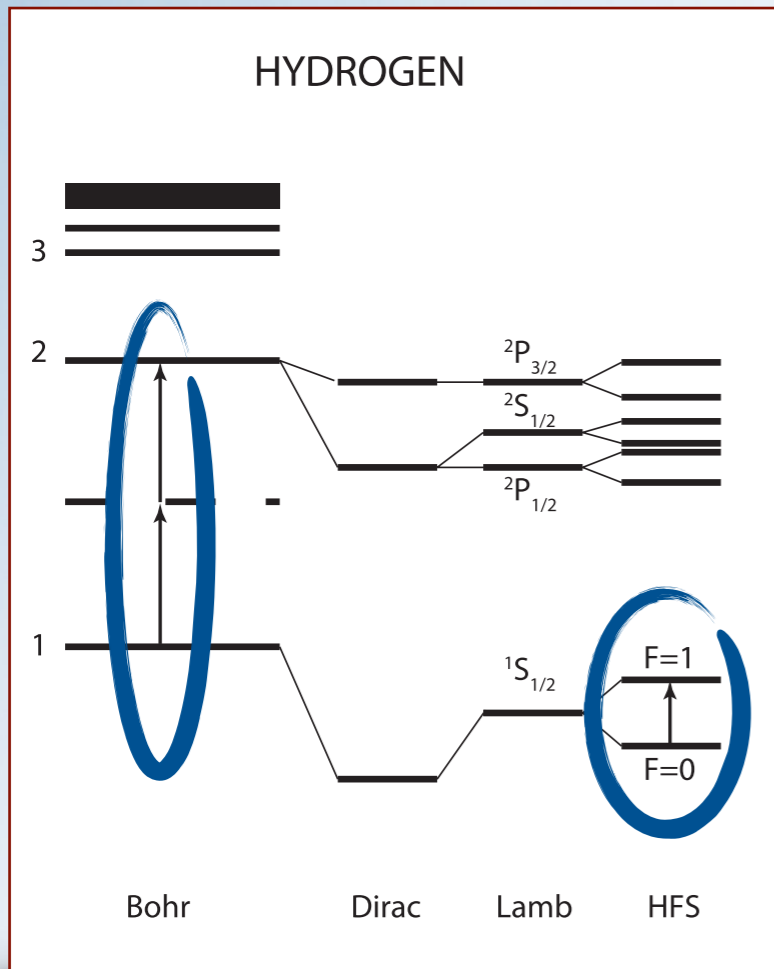 HYDROGEN
3
2
²P₃/₂
²S₁/₂
²P₁/₂
1
¹S₁/₂
F=1
F=0
Bohr Dirac Lamb HFS